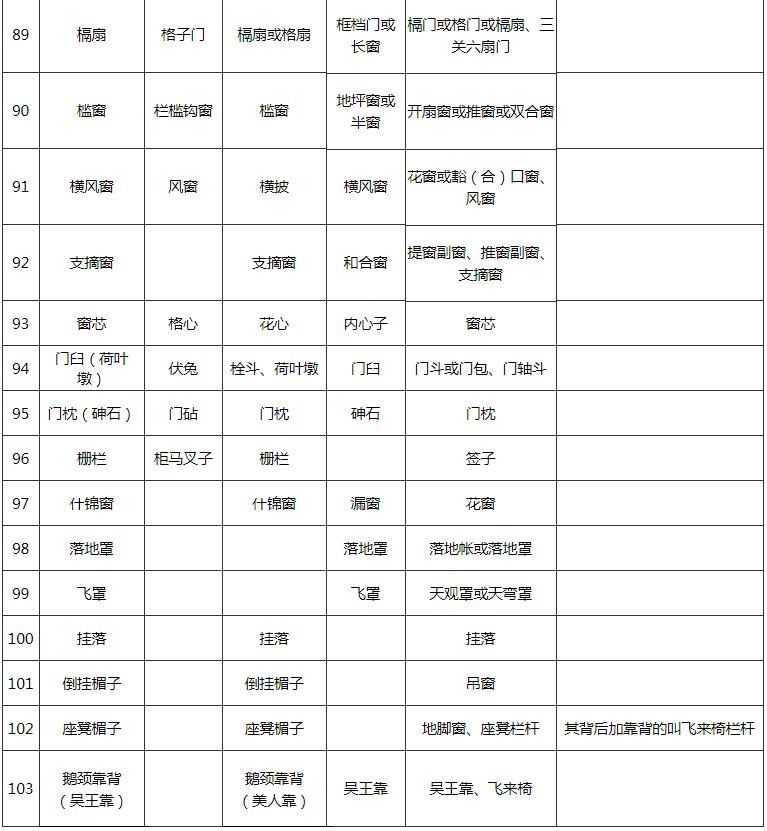 89 槅扇 格子门 槅扇或格扇 框档门或长窗 槅门或格门或槅扇、三关六扇门
90 槛窗 栏槛钩窗 槛窗 地坪窗或半窗 开扇窗或推窗或双合窗
91 横风窗 风窗 横披 横风窗 花窗或豁（合）口窗、风窗
92 支摘窗 支摘窗 和合窗 提窗副窗、推窗副窗、支摘窗
93 窗芯 格心 花心 内心子 窗芯
94 门臼（荷叶墩） 伏兔 栓斗、荷叶墩 门臼 门斗或门包、门轴斗
95 门枕（砷石） 门砧 门枕 砷石 门枕
96 栅栏 柜马叉子 栅栏 签子
97 什锦窗 什锦窗 漏窗 花窗
98 落地罩 落地罩 落地帐或落地罩
99 飞罩 飞罩 天观罩或天弯罩
100 挂落 挂落 挂落
101 倒挂楣子 倒挂楣子 吊窗
102 座凳楣子 座凳楣子 地脚窗、座凳栏杆 其背后加靠背的叫飞来椅栏杆
103 鹅颈靠背（吴王靠） 鹅颈靠背（美人靠） 吴王靠 吴王靠、飞来椅